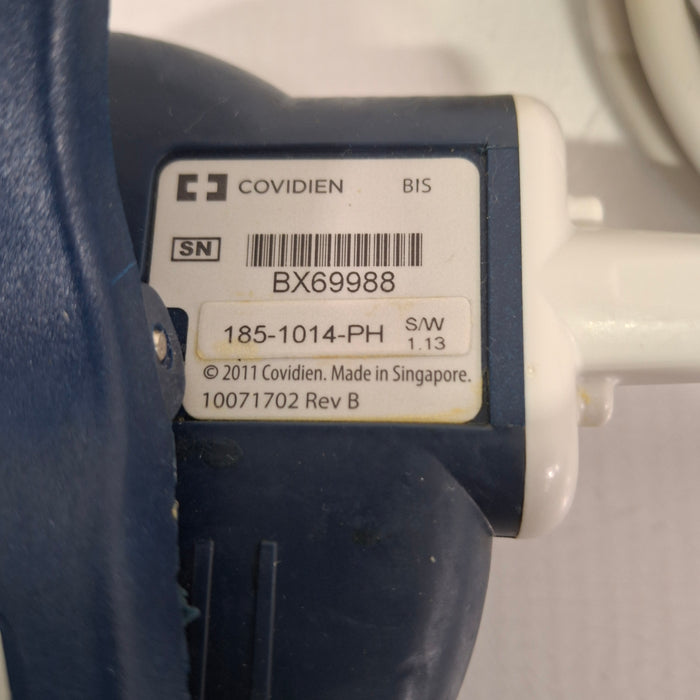 COVIDIEN BIS
SN
BX69988
185-1014-PH S/W 1.13
© 2011 Covidien. Made in Singapore.
10071702 Rev B